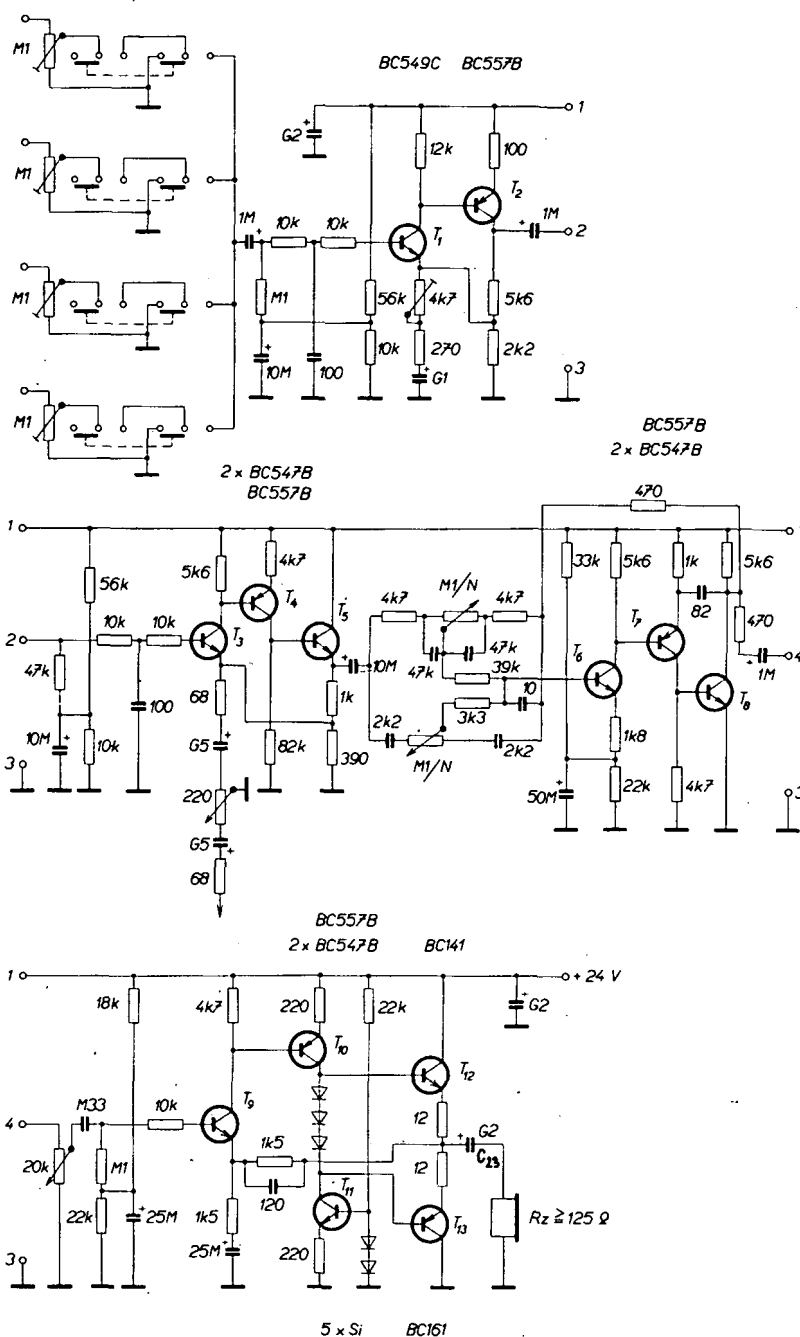 M1
BC549C BC557B
G2
1
12k
100
T2
M1
1M
10k
10k
T1
1M
2
M1
M1
56k
4k7
5k6
10M
100
10k
270
G1
2k2
3
M1
BC557B
2 x BC547B
2 x BC547B
BC557B
470
1
56k
5k6
4k7
T4
T5
4k7
M1/N
4k7
33k
5k6
1k
5k6
82
T7
470
2
10k
10k
T3
47k
47k
T6
4
47k
68
10M
39k
1M
100
1k
10
T8
3k3
10M
10k
G5
82k
390
2k2
M1/N
2k2
1k8
3
220
50M
22k
4k7
3
G5
68
BC557B
2 x BC547B BC141
1
+ 24 V
18k
4k7
220
22k
G2
T10
T12
M33
10k
T9
12
4
1k5
G2
C23
20k
M1
120
12
22k
25M
1k5
T11
T13
Rz ≧ 125 Ω
3
25M
220
5 x Si BC161